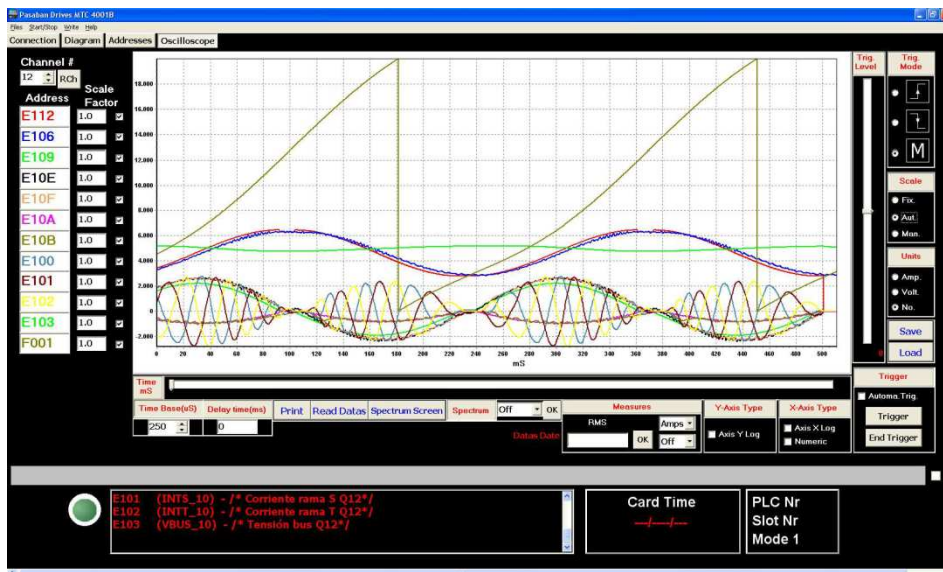 Pasaban Drives MTC 4001B
Files Start/Stop Write Help
Connection Diagram Addresses Oscilloscope
Channel #
12 RCh
Address Scale Factor
E112 1.0
E106 1.0
E109 1.0
E10E 1.0
E10F 1.0
E10A 1.0
E10B 1.0
E100 1.0
E101 1.0
E102 1.0
E103 1.0
F001 1.0
18.000
16.000
14.000
12.000
10.000
8.000
6.000
4.000
2.000
0
-2.000
0 20 40 60 80 100 120 140 160 180 200 220 240 260 280 300 320 340 360 380 400 420 440 460 480 500
mS
Trig. Level
0
Trig. Mode
M
Scale
Fix.
Aut.
Man.
Units
Amp.
Volt.
No.
Save
Load
Time mS
Time Base(uS) Delay time(ms) Print Read Datas Spectrum Screen Spectrum Off OK
250 0
Datas Date
Measures
RMS Amps
OK Off
Y-Axis Type
Axis Y Log
X-Axis Type
Axis X Log
Numeric
Trigger
Automa.Trig.
Trigger
End Trigger
E101 (INTS_10) - /* Corriente rama S Q12*/
E102 (INTT_10) - /* Corriente rama T Q12*/
E103 (VBUS_10) - /* Tensión bus Q12*/
Card Time
--/--/--
PLC Nr
Slot Nr
Mode 1